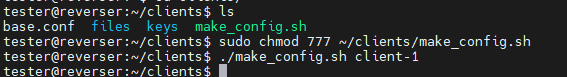 tester@reverser:~/clients$ ls
base.conf  files  keys  make_config.sh
tester@reverser:~/clients$ sudo chmod 777 ~/clients/make_config.sh
tester@reverser:~/clients$ ./make_config.sh client-1
tester@reverser:~/clients$